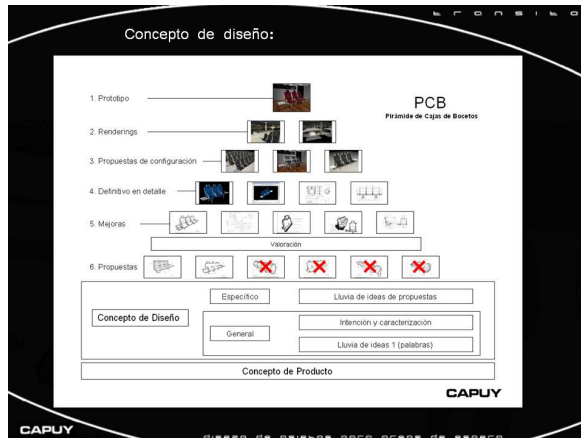 transito
Concepto de diseño:
PCB
Pirámide de Cajas de Bocetos
1. Prototipo
2. Renderings
3. Propuestas de configuración
4. Definitivo en detalle
5. Mejoras
Valoración
6. Propuestas
Concepto de Diseño
Específico
Lluvia de ideas de propuestas
General
Intención y caracterización
Lluvia de ideas 1 (palabras)
Concepto de Producto
CAPUY
CAPUY